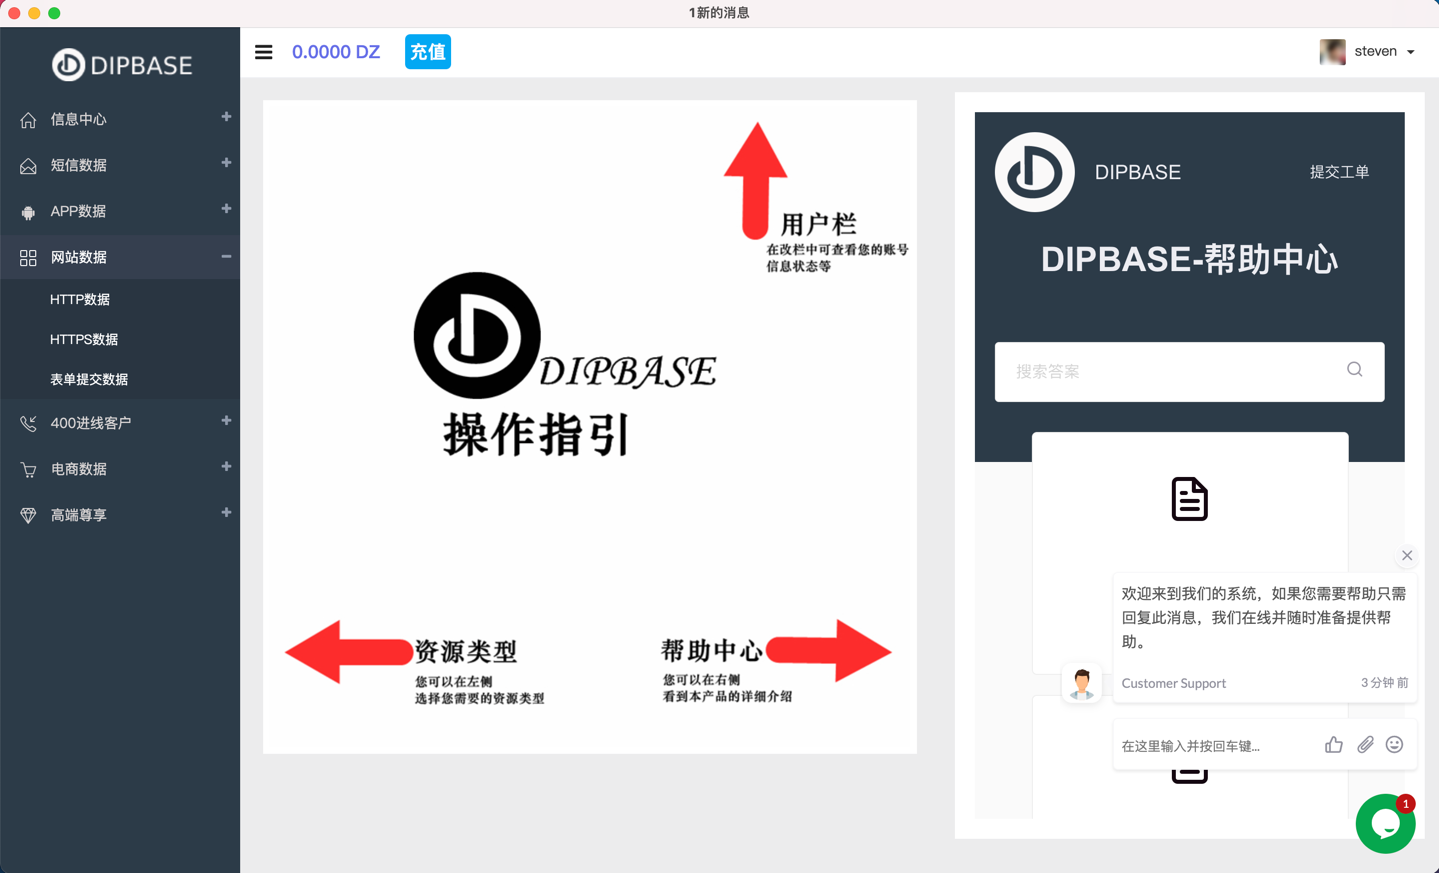 1新的消息
DIPBASE
0.0000 DZ
充值
steven
信息中心
短信数据
APP数据
网站数据
HTTP数据
HTTPS数据
表单提交数据
400进线客户
电商数据
高端尊享
用户栏
在改栏中可查看您的账号
信息状态等
DIPBASE
操作指引
资源类型
您可以在左侧
选择您需要的资源类型
帮助中心
您可以在右侧
看到本产品的详细介绍
DIPBASE
提交工单
DIPBASE-帮助中心
搜索答案
欢迎来到我们的系统，如果您需要帮助只需
回复此消息，我们在线并随时准备提供帮
助。
Customer Support
3 分钟 前
在这里输入并按回车键...
1